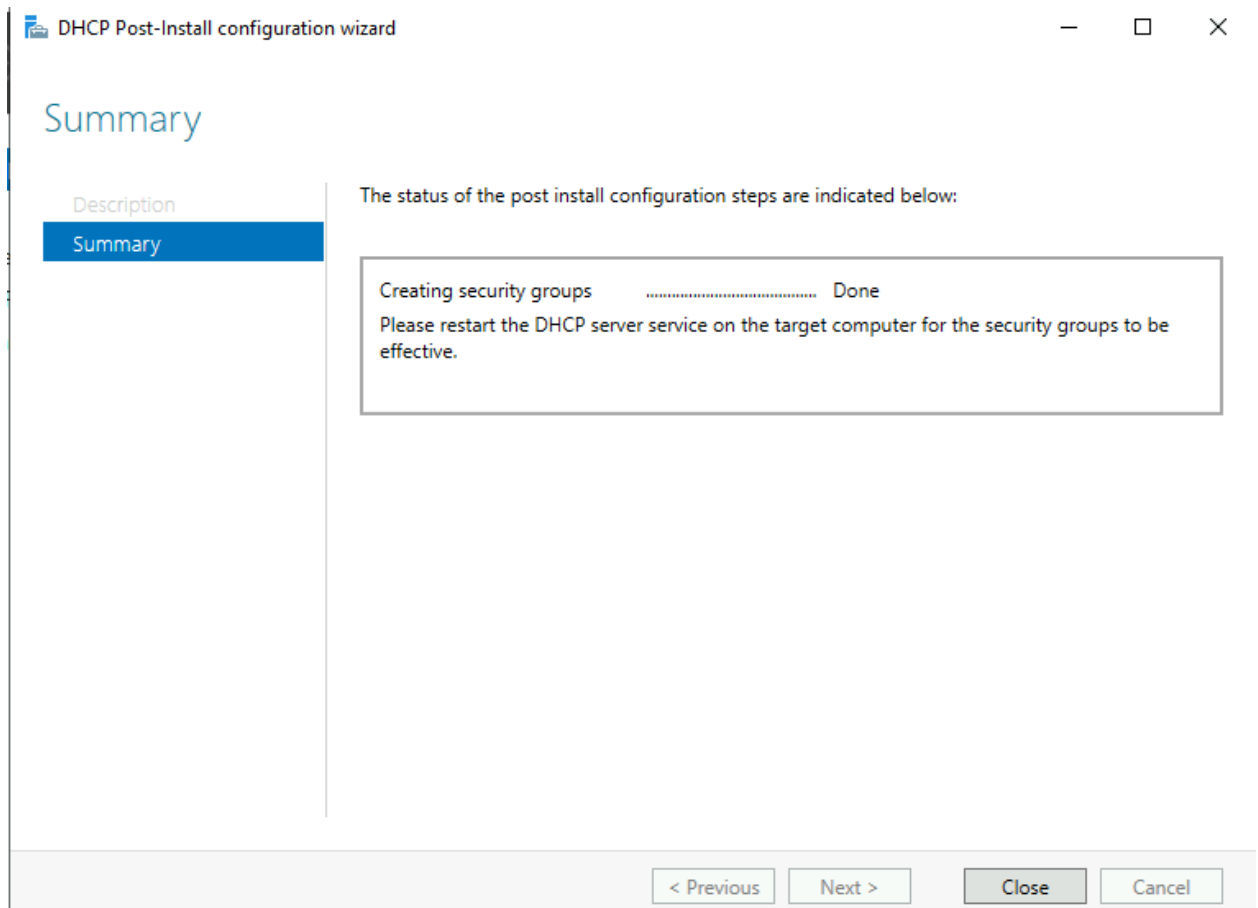 DHCP Post-Install configuration wizard
Summary
Description
Summary
The status of the post install configuration steps are indicated below:
Creating security groups ........................................... Done
Please restart the DHCP server service on the target computer for the security groups to be
effective.
< Previous
Next >
Close
Cancel